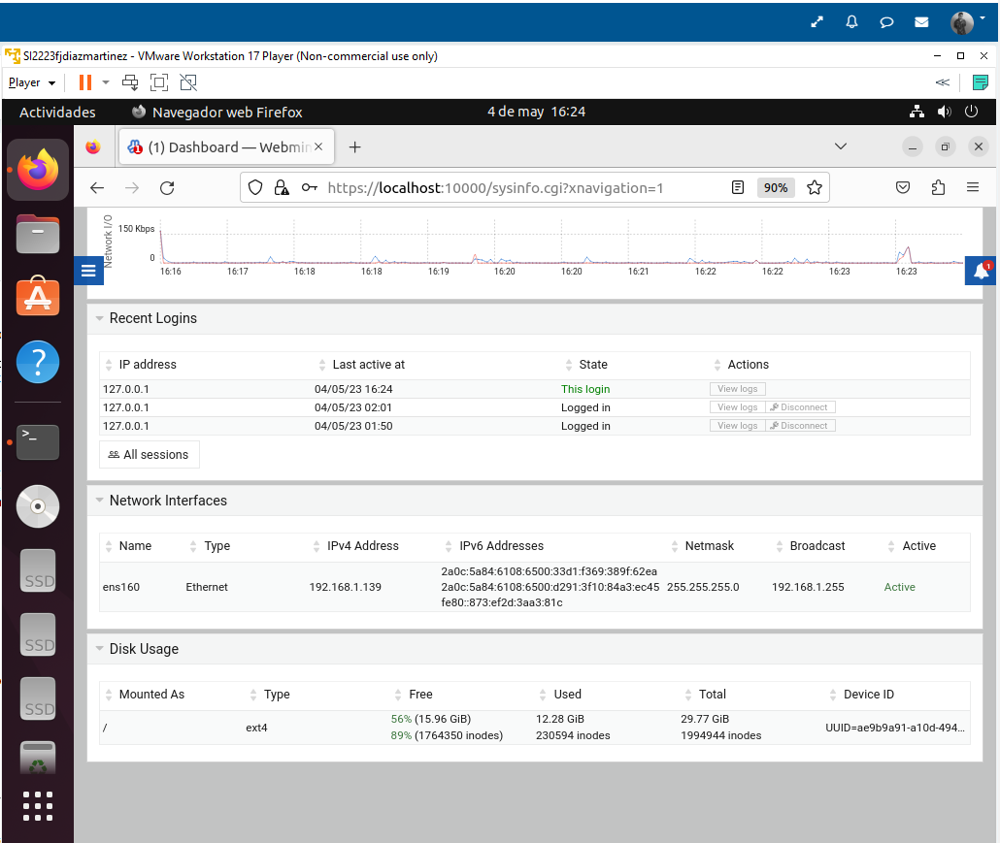 SI2223fjdiazmartinez - VMware Workstation 17 Player (Non-commercial use only)
Player
Actividades
Navegador web Firefox
4 de may 16:24
(1) Dashboard — Webmin
https://localhost:10000/sysinfo.cgi?xnavigation=1
90%
Network I/O
150 Kbps
0
16:16 16:17 16:18 16:18 16:19 16:20 16:20 16:21 16:22 16:22 16:23 16:23
1
Recent Logins
IP address Last active at State Actions
127.0.0.1 04/05/23 16:24 This login View logs
127.0.0.1 04/05/23 02:01 Logged in View logs Disconnect
127.0.0.1 04/05/23 01:50 Logged in View logs Disconnect
All sessions
Network Interfaces
Name Type IPv4 Address IPv6 Addresses Netmask Broadcast Active
2a0c:5a84:6108:6500:33d1:f369:389f:62ea
ens160 Ethernet 192.168.1.139 2a0c:5a84:6108:6500:d291:3f10:84a3:ec45 255.255.255.0 192.168.1.255 Active
fe80::873:ef2d:3aa3:81c
Disk Usage
Mounted As Type Free Used Total Device ID
56% (15.96 GiB) 12.28 GiB 29.77 GiB
/ ext4 UUID=ae9b9a91-a10d-494...
89% (1764350 inodes) 230594 inodes 1994944 inodes
SSD
SSD
SSD